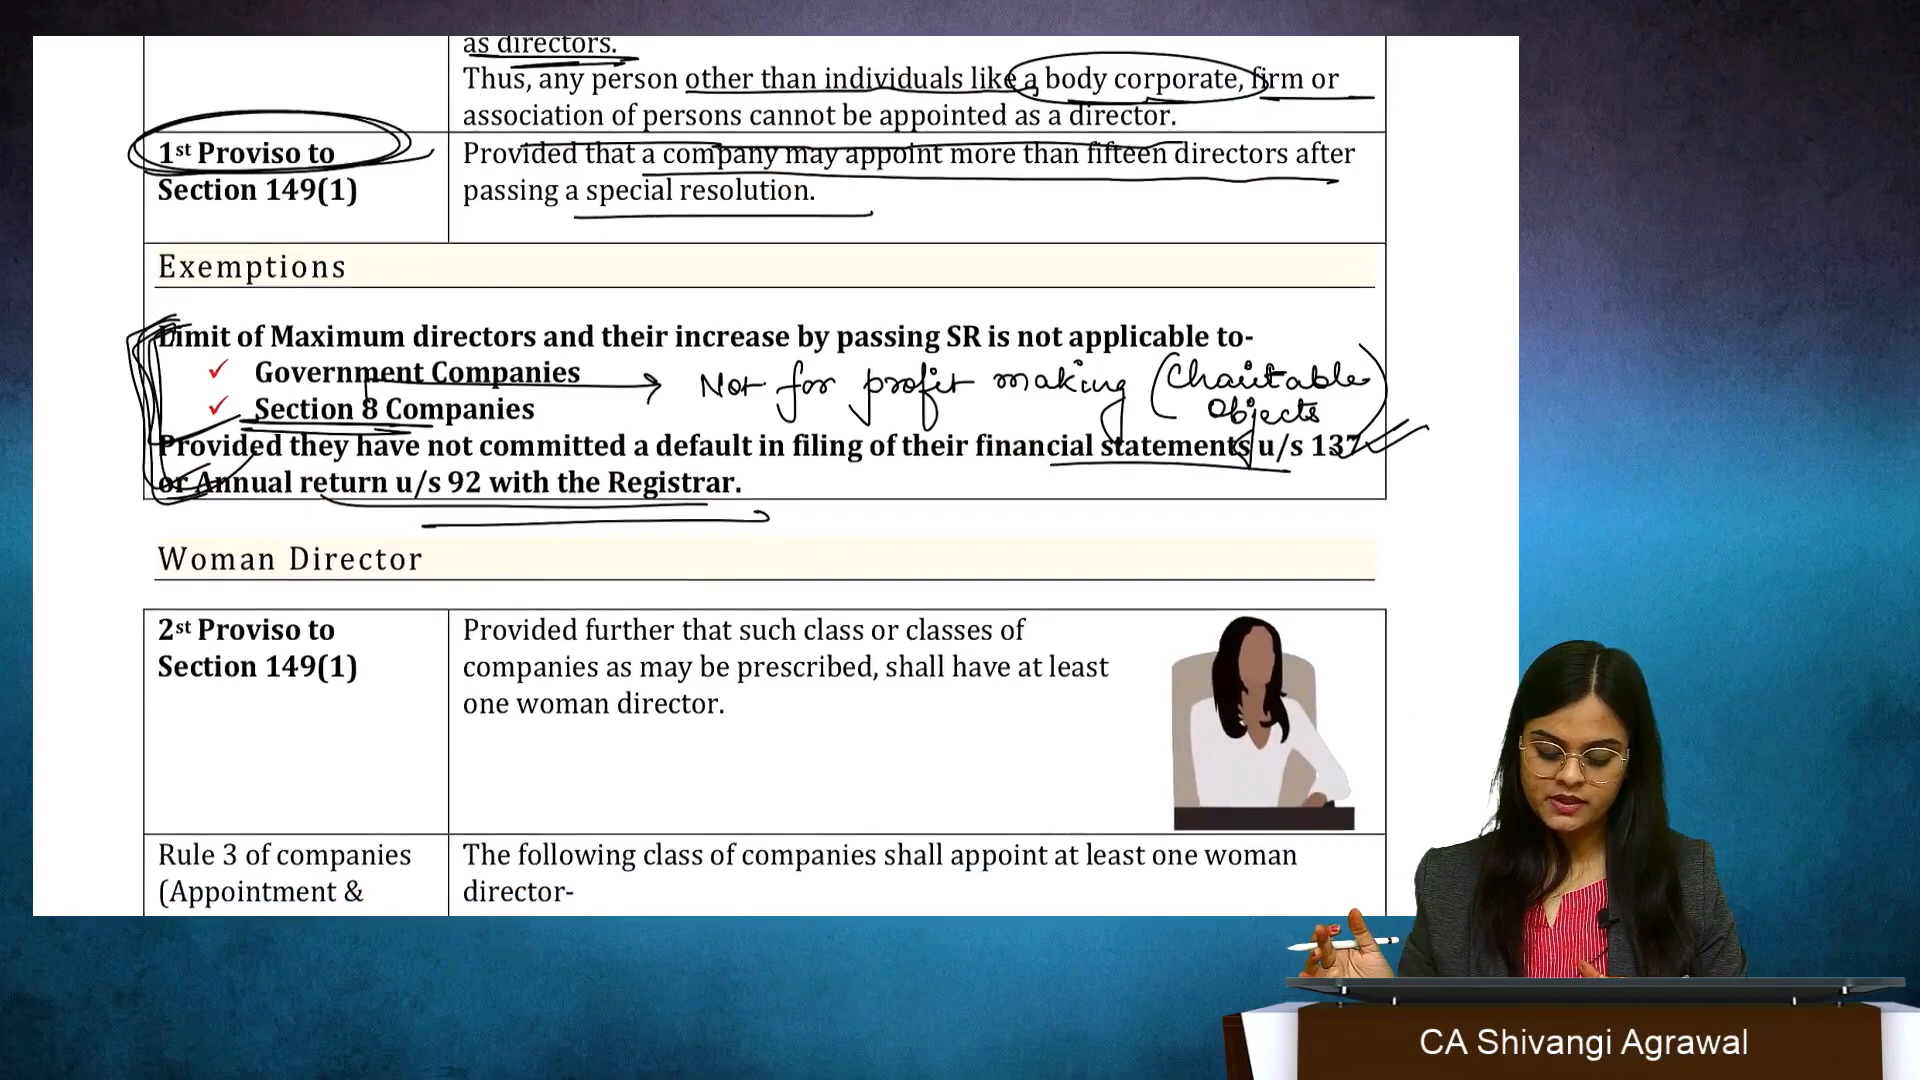 as directors.
Thus, any person other than individuals like a body corporate, firm or
association of persons cannot be appointed as a director.
1st Proviso to
Section 149(1)
Provided that a company may appoint more than fifteen directors after
passing a special resolution.
Exemptions
Limit of Maximum directors and their increase by passing SR is not applicable to-
✓ Government Companies
✓ Section 8 Companies
Not for profit making (Charitable
Objects)
Provided they have not committed a default in filing of their financial statements u/s 137
or Annual return u/s 92 with the Registrar.
Woman Director
2st Proviso to
Section 149(1)
Provided further that such class or classes of
companies as may be prescribed, shall have at least
one woman director.
Rule 3 of companies
(Appointment &
The following class of companies shall appoint at least one woman
director-
CA Shivangi Agrawal